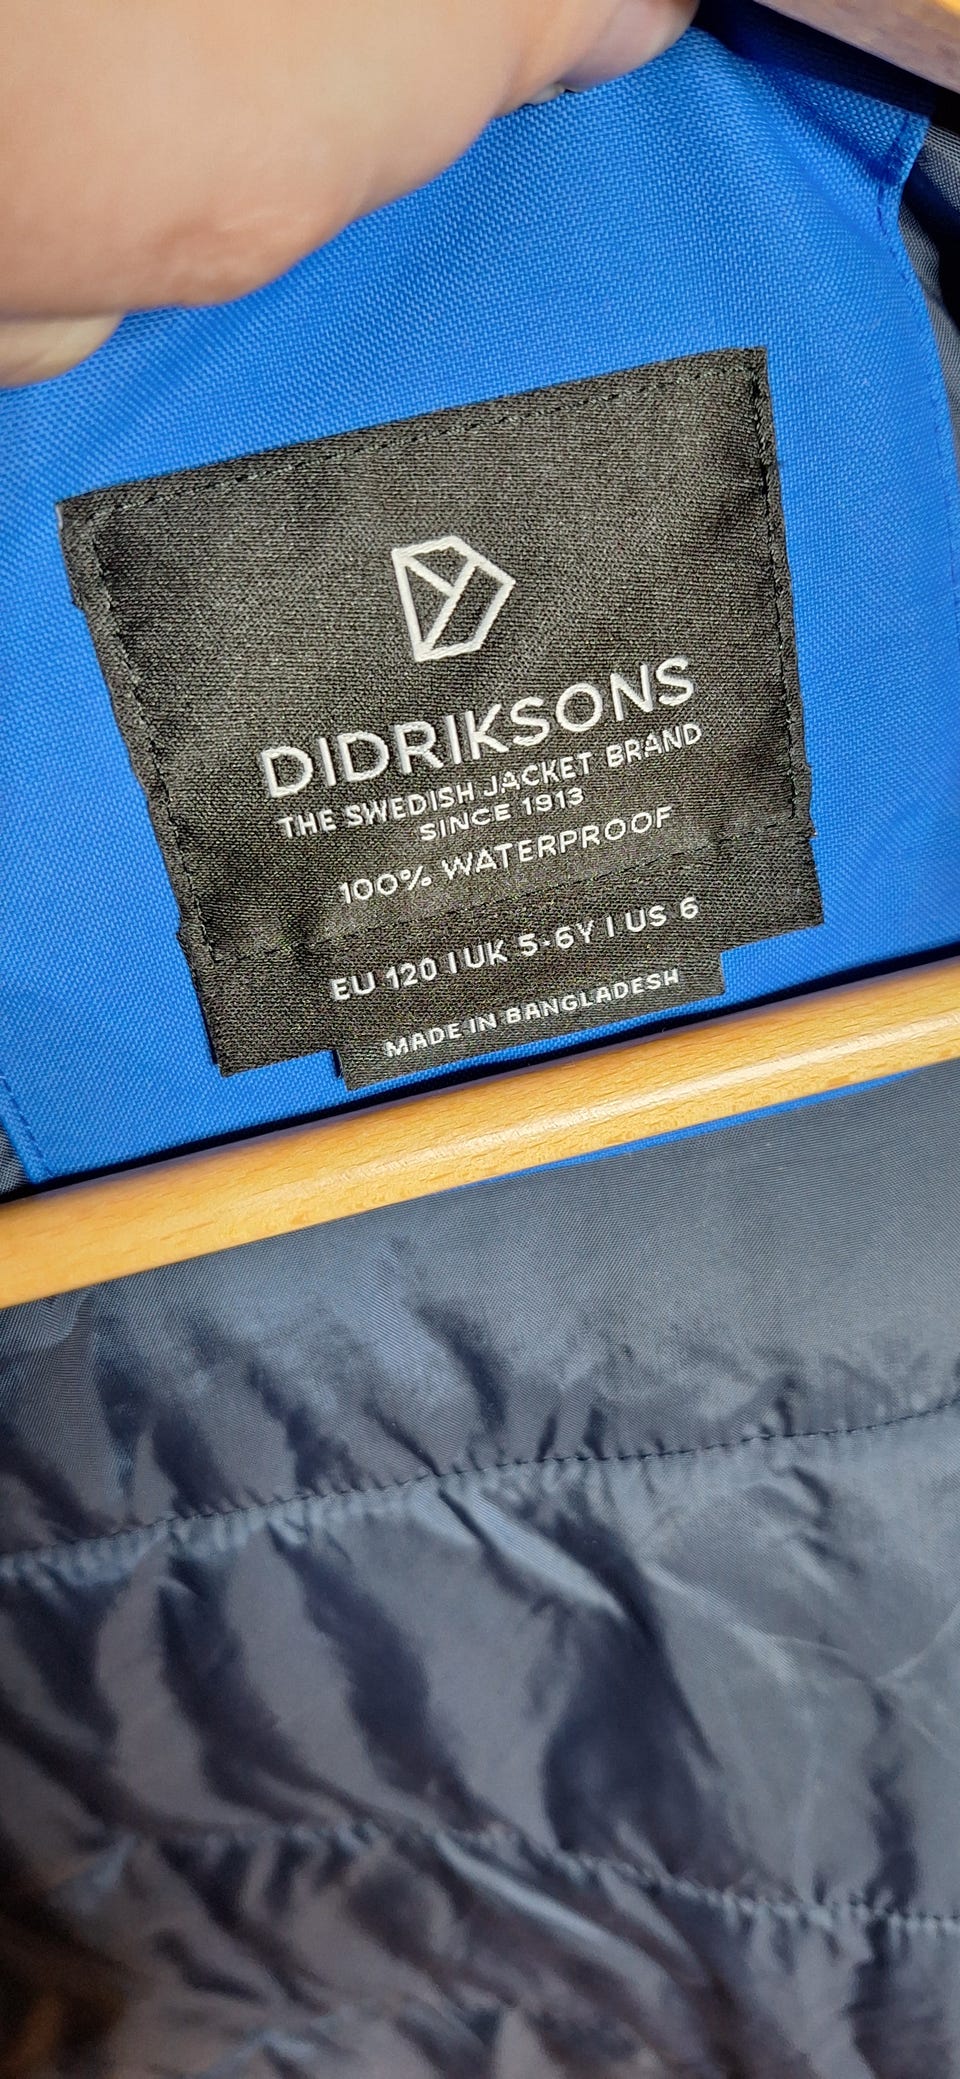 DIDRIKSONS
THE SWEDISH JACKET BRAND
SINCE 1913
100% WATERPROOF
EU 120 | UK 5-6Y | US 6
MADE IN BANGLADESH